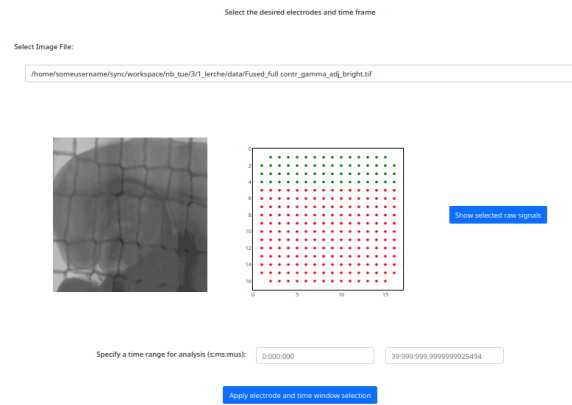 Select the desired electrodes and time frame
Select Image File:
/home/someusername/sync/workspace/nb_tue/3/1_lerche/data/Fused_full contr_gamma_adj_bright.tif
0
2
4
6
8
10
12
14
16
0 5 10 15
Show selected raw signals
Specify a time range for analysis (s:ms:mus): 0:000:000 39:999:999.9999999925494
Apply electrode and time window selection